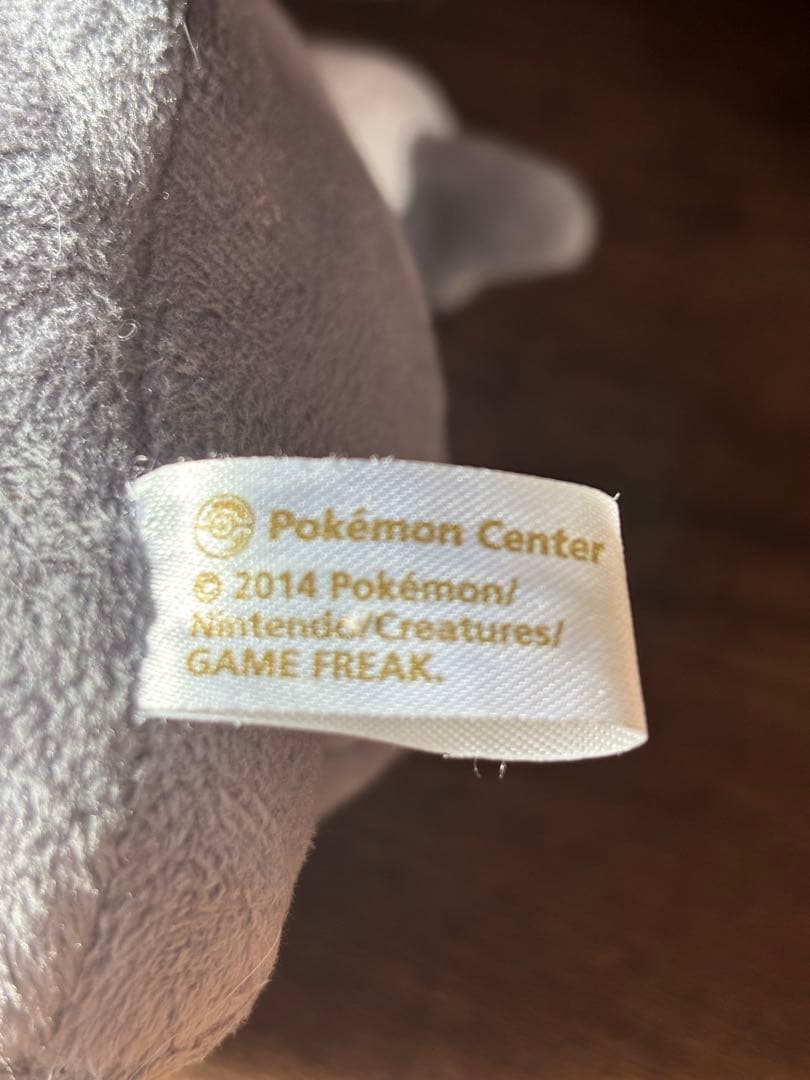 Pokémon Center
© 2014 Pokémon/
Nintendo/Creatures/
GAME FREAK.